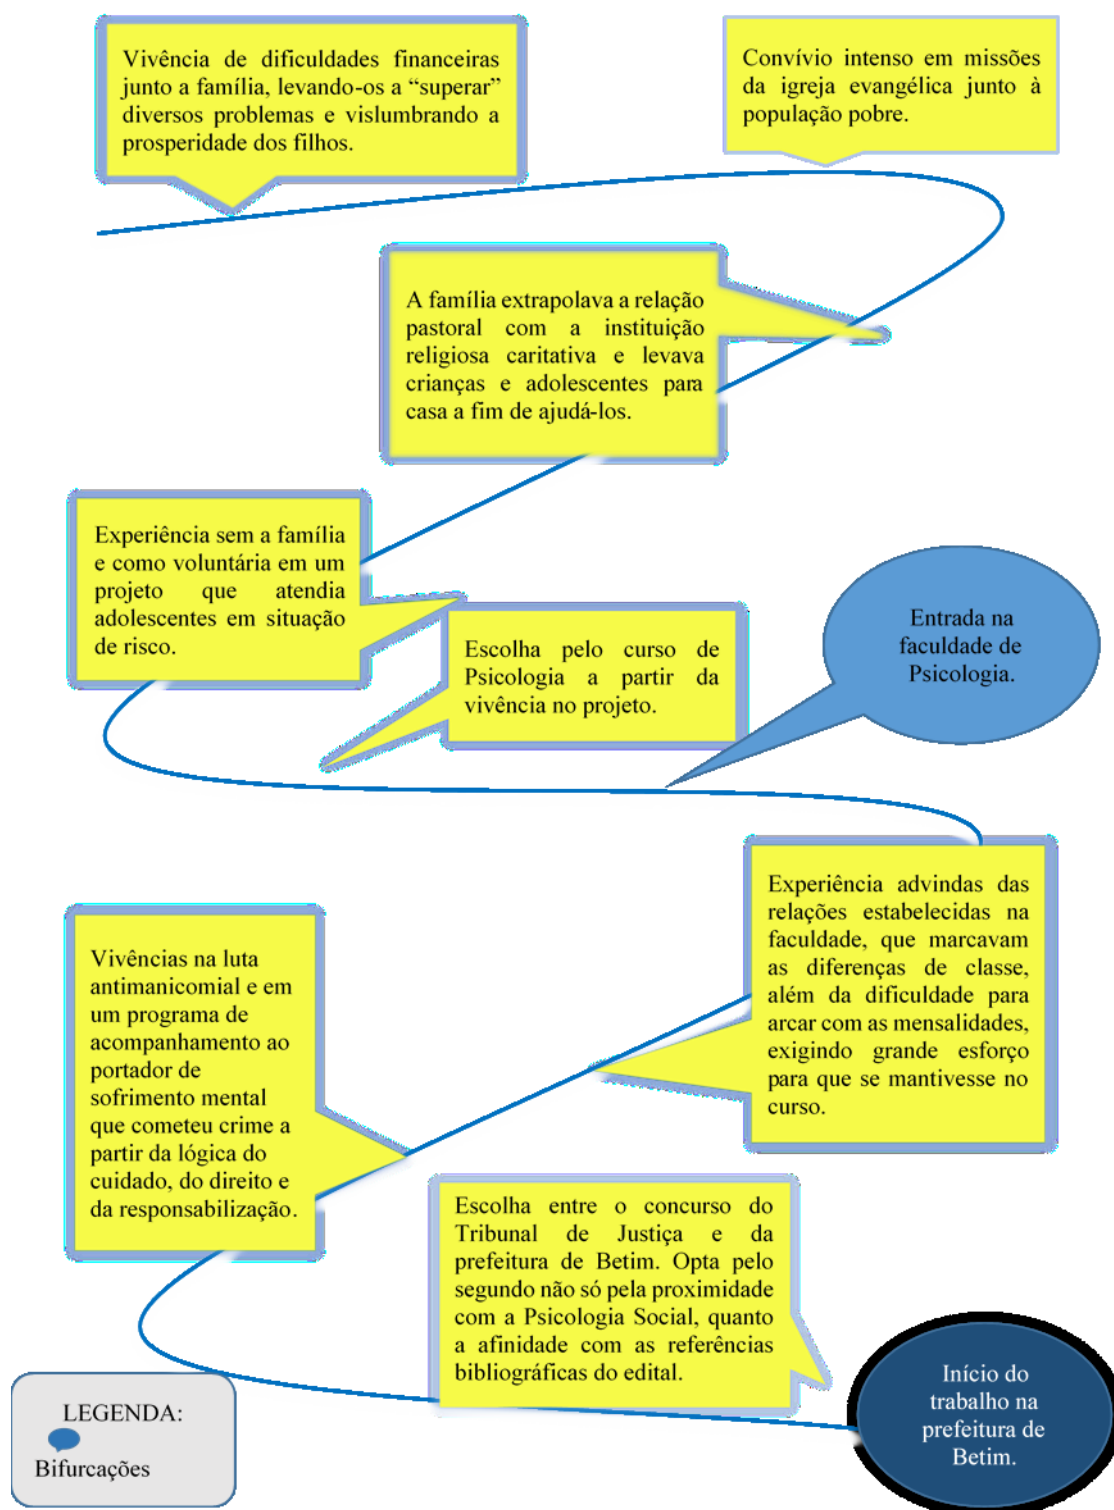 Vivência de dificuldades financeiras
junto a família, levando-os a “superar”
diversos problemas e vislumbrando a
prosperidade dos filhos.
Convívio intenso em missões
da igreja evangélica junto à
população pobre.
A família extrapolava a relação
pastoral com a instituição
religiosa caritativa e levava
crianças e adolescentes para
casa a fim de ajudá-los.
Experiência sem a família
e como voluntária em um
projeto que atendia
adolescentes em situação
de risco.
Escolha pelo curso de
Psicologia a partir da
vivência no projeto.
Entrada na
faculdade de
Psicologia.
Experiência advindas das
relações estabelecidas na
faculdade, que marcavam
as diferenças de classe,
além da dificuldade para
arcar com as mensalidades,
exigindo grande esforço
para que se mantivesse no
curso.
Vivências na luta
antimanicomial e em
um programa de
acompanhamento ao
portador de
sofrimento mental
que cometeu crime a
partir da lógica do
cuidado, do direito e
da responsabilização.
Escolha entre o concurso do
Tribunal de Justiça e da
prefeitura de Betim. Opta pelo
segundo não só pela proximidade
com a Psicologia Social, quanto
a afinidade com as referências
bibliográficas do edital.
Início do
trabalho na
prefeitura de
Betim.
LEGENDA:
Bifurcações